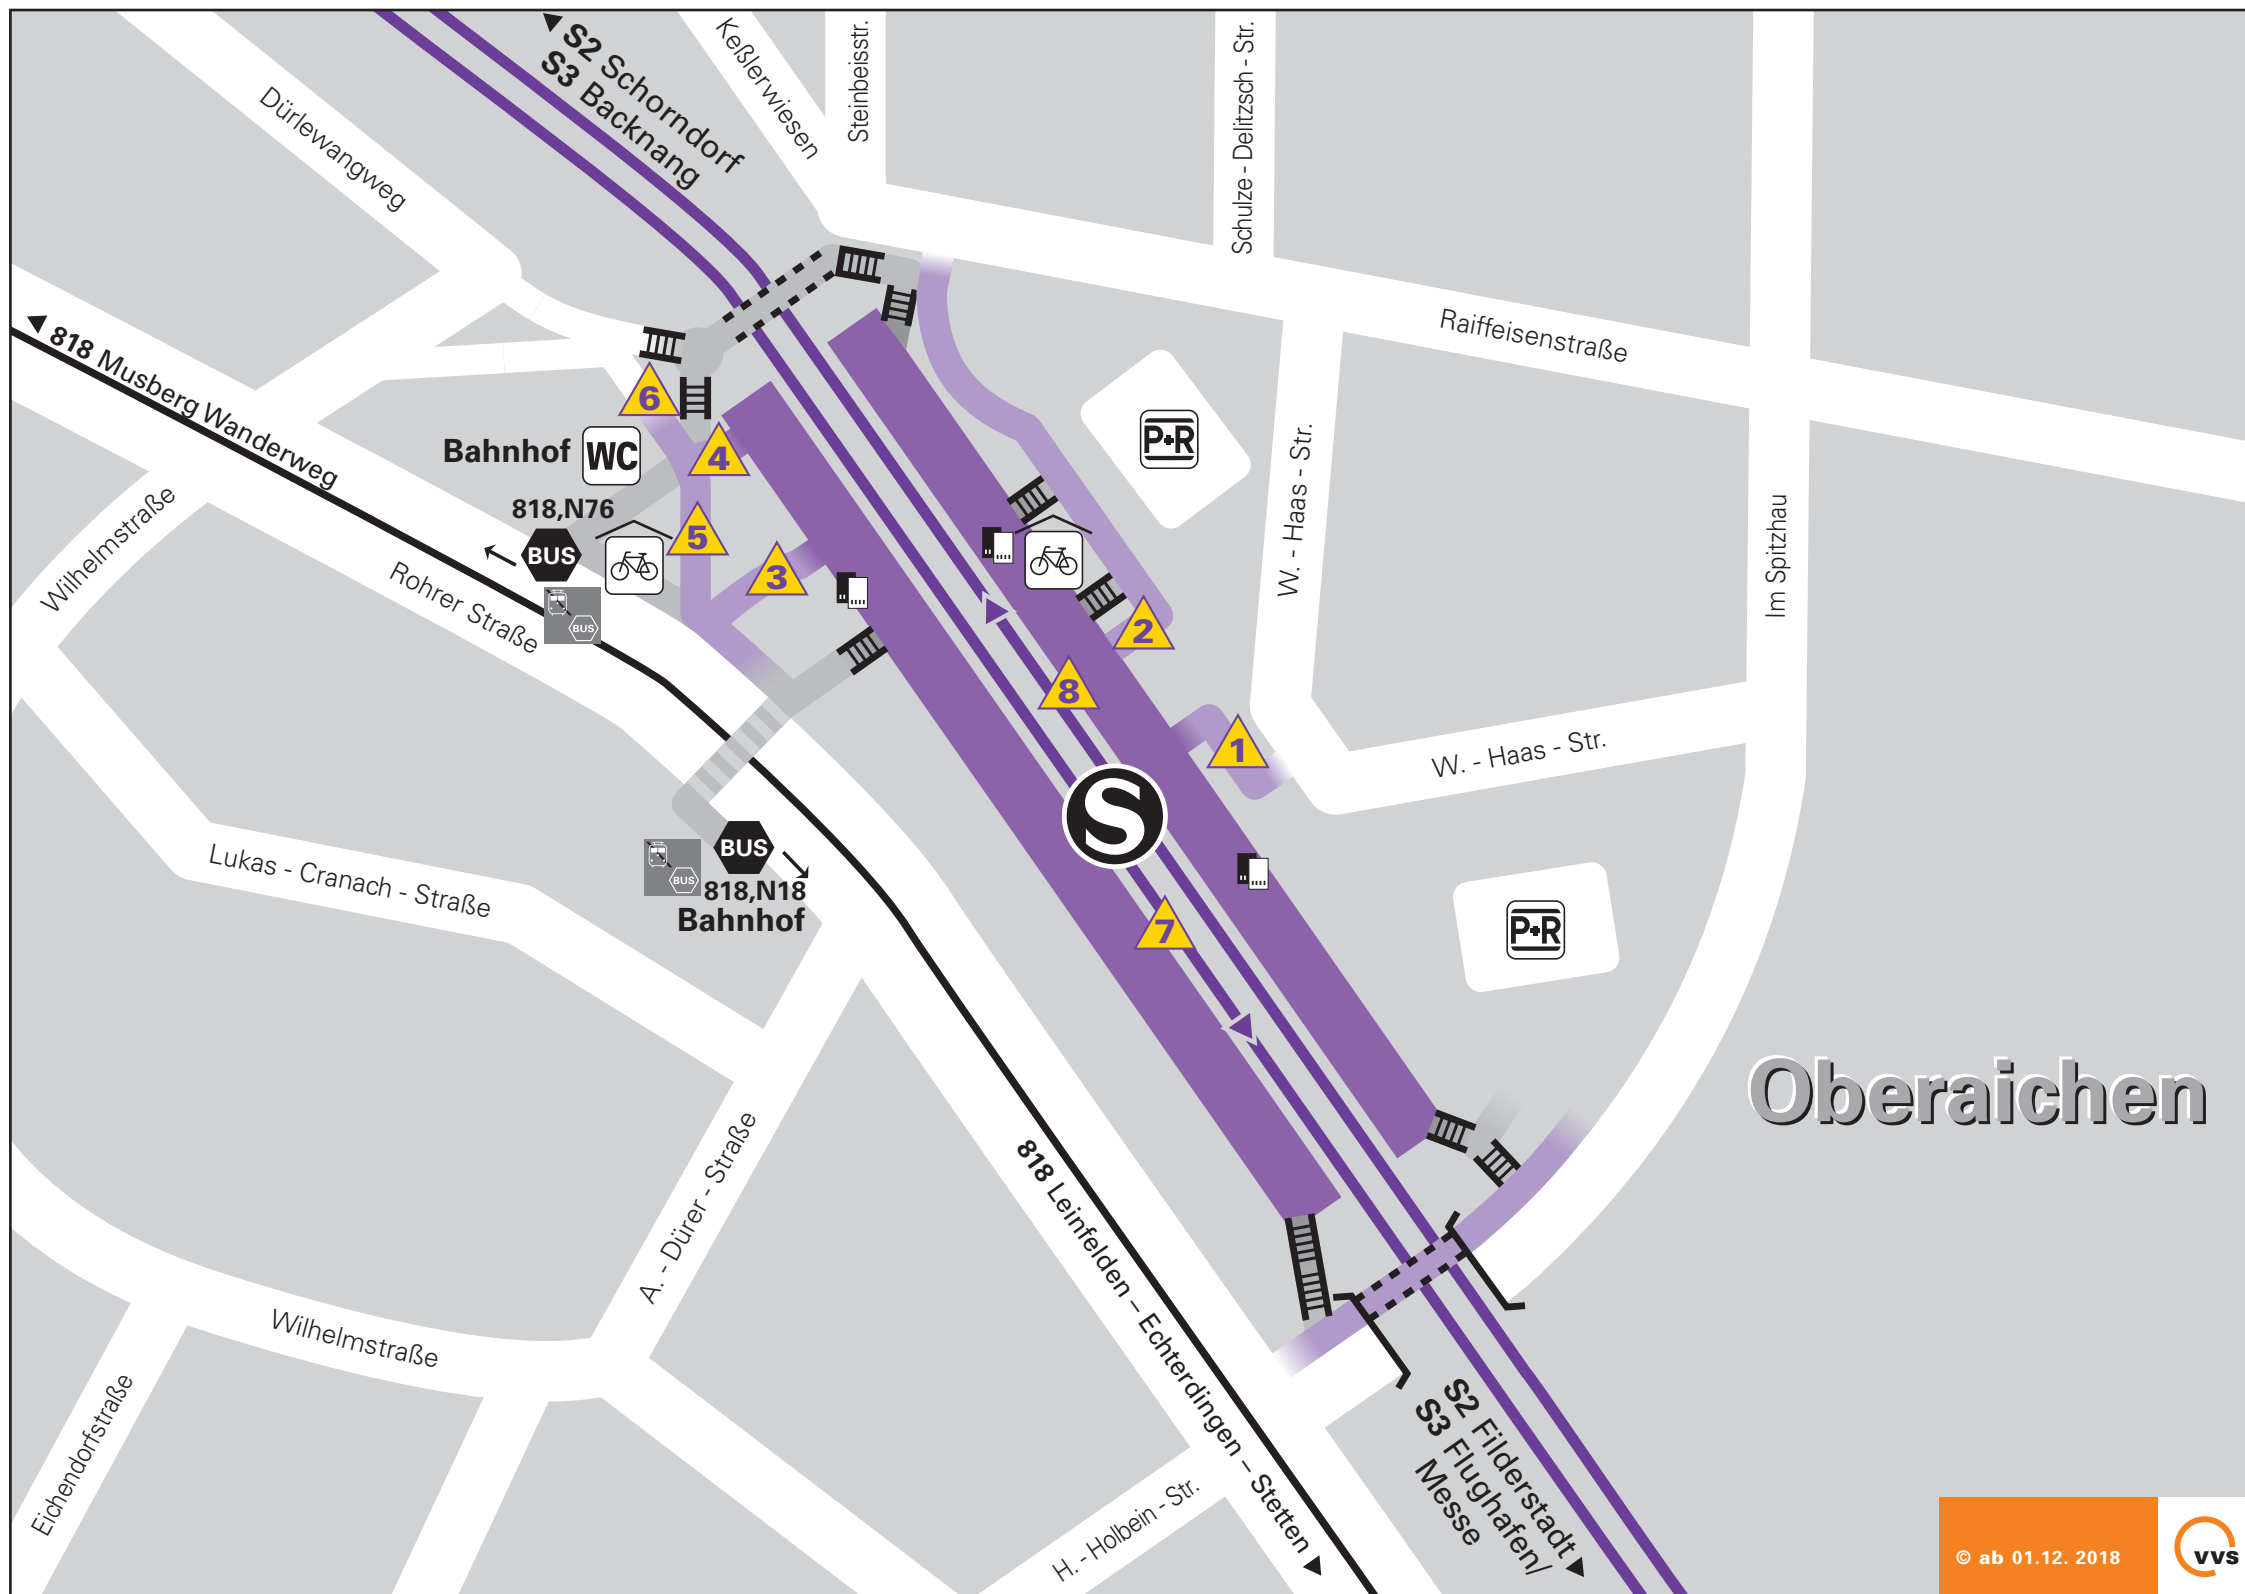 S2 Schorndorf
S3 Backnang
Keßlerwiesen
Steinbeisstr.
Schulze - Delitzsch - Str.
Dürlewangweg
818 Musberg Wanderweg
Raiffeisenstraße
P+R
6
Bahnhof WC
4
818,N76
BUS
5
3
BUS
Wilhelmstraße
Rohrer Straße
W. - Haas - Str.
Im Spitzhau
2
8
1
W. - Haas - Str.
S
Lukas - Cranach - Straße
BUS
BUS
818,N18
Bahnhof
7
P+R
Oberaichen
A. - Dürer - Straße
818 Leinfelden – Echterdingen – Stetten
Wilhelmstraße
Eichendorfstraße
H. - Holbein - Str.
S2 Filderstadt
S3 Flughafen/
Messe
© ab 01.12. 2018
vvs